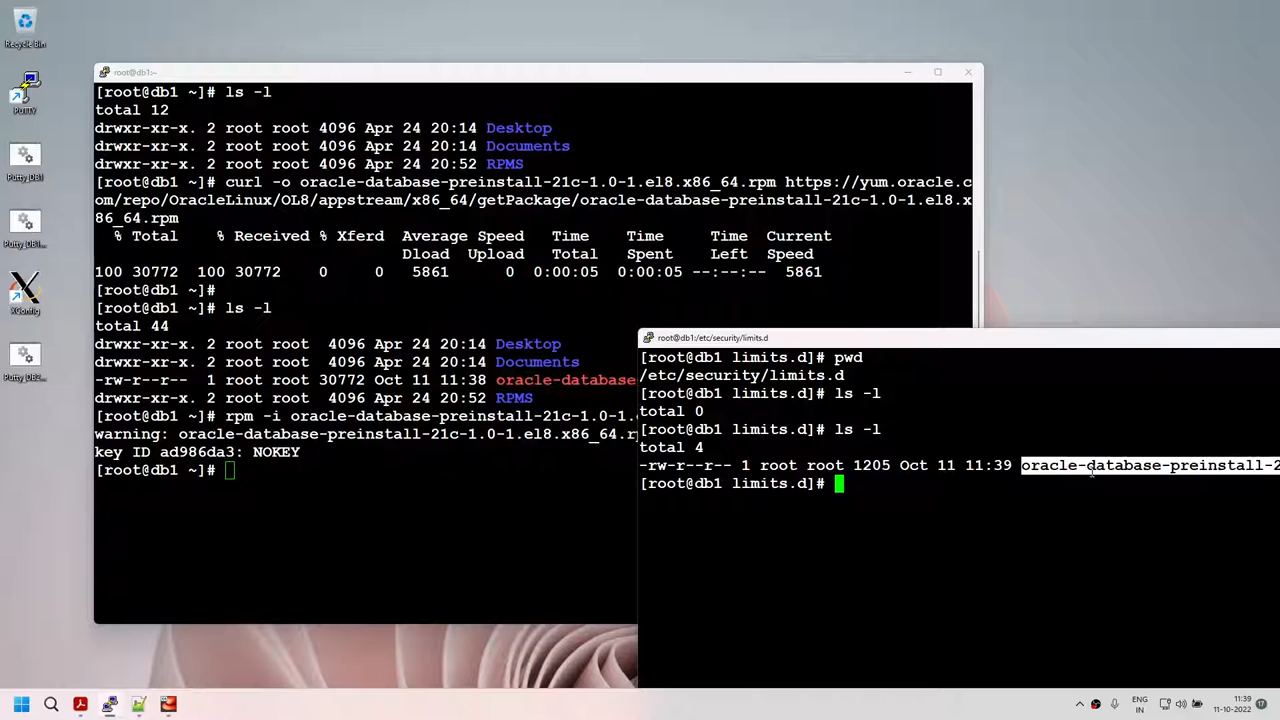 Recycle Bin
PuTTY
Putty_DB1
Putty_DB1...
XConfig
Putty_DB2...
root@db1:~
[root@db1 ~]# ls -l
total 12
drwxr-xr-x. 2 root root 4096 Apr 24 20:14 Desktop
drwxr-xr-x. 2 root root 4096 Apr 24 20:14 Documents
drwxr-xr-x. 2 root root 4096 Apr 24 20:52 RPMS
[root@db1 ~]# curl -o oracle-database-preinstall-21c-1.0-1.el8.x86_64.rpm https://yum.oracle.c
om/repo/OracleLinux/OL8/appstream/x86_64/getPackage/oracle-database-preinstall-21c-1.0-1.el8.x
86_64.rpm
% Total % Received % Xferd Average Speed Time Time Time Current
Dload Upload Total Spent Left Speed
100 30772 100 30772 0 0 5861 0 0:00:05 0:00:05 --:--:-- 5861
[root@db1 ~]#
[root@db1 ~]# ls -l
total 44
drwxr-xr-x. 2 root root 4096 Apr 24 20:14 Desktop
drwxr-xr-x. 2 root root 4096 Apr 24 20:14 Documents
-rw-r--r-- 1 root root 30772 Oct 11 11:38 oracle-database
drwxr-xr-x. 2 root root 4096 Apr 24 20:52 RPMS
[root@db1 ~]# rpm -i oracle-database-preinstall-21c-1.0-1.
warning: oracle-database-preinstall-21c-1.0-1.el8.x86_64.rp
key ID ad986da3: NOKEY
[root@db1 ~]#
root@db1:/etc/security/limits.d
[root@db1 limits.d]# pwd
/etc/security/limits.d
[root@db1 limits.d]# ls -l
total 0
[root@db1 limits.d]# ls -l
total 4
-rw-r--r-- 1 root root 1205 Oct 11 11:39 oracle-database-preinstall-2
[root@db1 limits.d]#
ENG
IN
11:39
11-10-2022
17